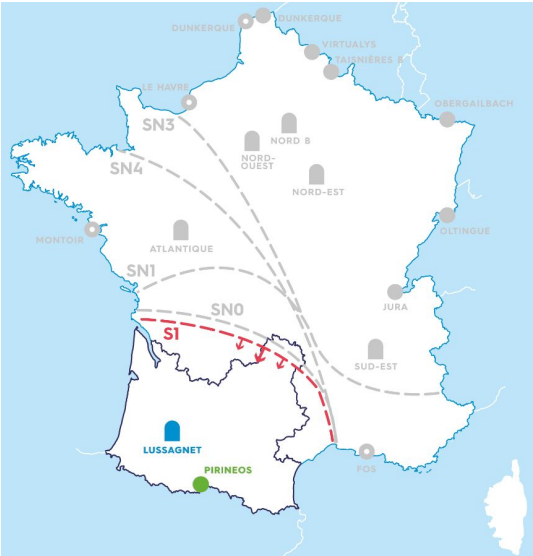 DUNKERQUE
DUNKERQUE
VIRTUALYS
TAISNIÈRES B
LE HAVRE
OBERGAILBACH
SN3
NORD B
NORD-
OUEST
SN4
NORD-EST
MONTOIR
ATLANTIQUE
OLTINGUE
SN1
SN0
JURA
S1
SUD-EST
LUSSAGNET
PIRINEOS
FOS